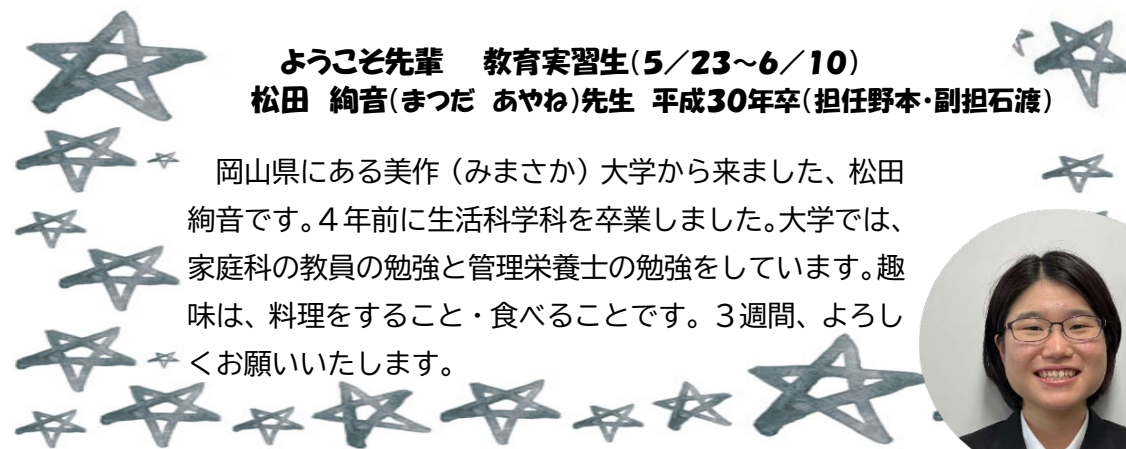 ようこそ先輩　教育実習生(5／23～6／10)
松田　絢音(まつだ　あやね)先生　平成30年卒(担任野本・副担石渡)
岡山県にある美作（みまさか）大学から来ました、松田
絢音です。４年前に生活科学科を卒業しました。大学では、
家庭科の教員の勉強と管理栄養士の勉強をしています。趣
味は、料理をすること・食べることです。３週間、よろし
くお願いいたします。